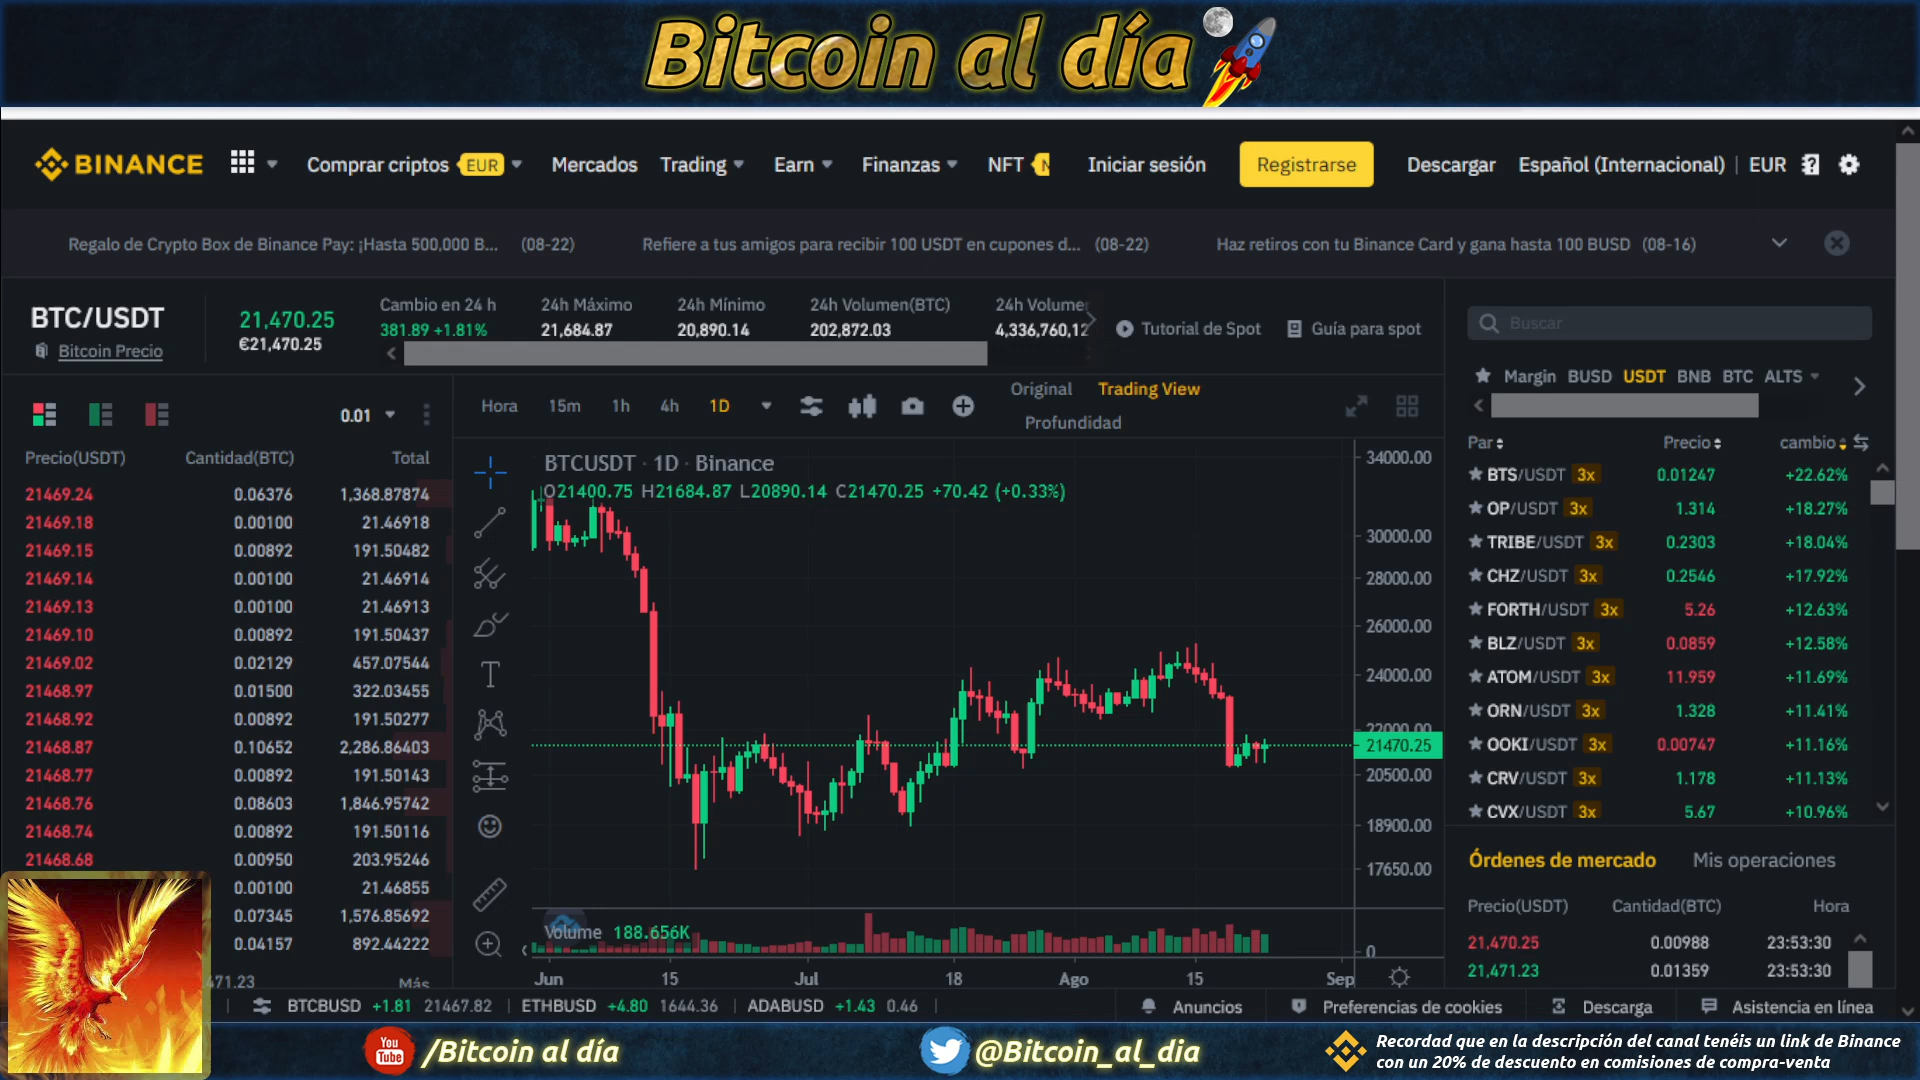 Bitcoin al día
BINANCE
Comprar criptos EUR
Mercados
Trading
Earn
Finanzas
NFT
Iniciar sesión
Registrarse
Descargar
Español (Internacional)
EUR
Regalo de Crypto Box de Binance Pay: ¡Hasta 500,000 B... (08-22)
Refiere a tus amigos para recibir 100 USDT en cupones d... (08-22)
Haz retiros con tu Binance Card y gana hasta 100 BUSD (08-16)
BTC/USDT
Bitcoin Precio
21,470.25
€21,470.25
Cambio en 24 h
381.89 +1.81%
24h Máximo
21,684.87
24h Mínimo
20,890.14
24h Volumen(BTC)
202,872.03
24h Volume
4,336,760,12
Tutorial de Spot
Guía para spot
0.01
Precio(USDT) Cantidad(BTC) Total
21469.24 0.06376 1,368.87874
21469.18 0.00100 21.46918
21469.15 0.00892 191.50482
21469.14 0.00100 21.46914
21469.13 0.00100 21.46913
21469.10 0.00892 191.50437
21469.02 0.02129 457.07544
21468.97 0.01500 322.03455
21468.92 0.00892 191.50277
21468.87 0.10652 2,286.86403
21468.77 0.00892 191.50143
21468.76 0.08603 1,846.95742
21468.74 0.00892 191.50116
21468.68 0.00950 203.95246
0.00100 21.46855
0.07345 1,576.85692
0.04157 892.44222
471.23 Más
Hora 15m 1h 4h 1D
Original Trading View
Profundidad
BTCUSDT · 1D · Binance
O21400.75 H21684.87 L20890.14 C21470.25 +70.42 (+0.33%)
34000.00
30000.00
28000.00
26000.00
24000.00
22000.00
21470.25
20500.00
18900.00
17650.00
0
Volume 188.656K
Jun 15 Jul 18 Ago 15 Sep
Buscar
Margin BUSD USDT BNB BTC ALTS
Par Precio cambio
BTS/USDT 3x 0.01247 +22.62%
OP/USDT 3x 1.314 +18.27%
TRIBE/USDT 3x 0.2303 +18.04%
CHZ/USDT 3x 0.2546 +17.92%
FORTH/USDT 3x 5.26 +12.63%
BLZ/USDT 3x 0.0859 +12.58%
ATOM/USDT 3x 11.959 +11.69%
ORN/USDT 3x 1.328 +11.41%
OOKI/USDT 3x 0.00747 +11.16%
CRV/USDT 3x 1.178 +11.13%
CVX/USDT 3x 5.67 +10.96%
Órdenes de mercado Mis operaciones
Precio(USDT) Cantidad(BTC) Hora
21,470.25 0.00988 23:53:30
21,471.23 0.01359 23:53:30
BTCBUSD +1.81 21467.82 ETHBUSD +4.80 1644.36 ADABUSD +1.43 0.46
Anuncios
Preferencias de cookies
Descarga
Asistencia en línea
You Tube /Bitcoin al día
@Bitcoin_al_dia
Recordad que en la descripción del canal tenéis un link de Binance
con un 20% de descuento en comisiones de compra-venta